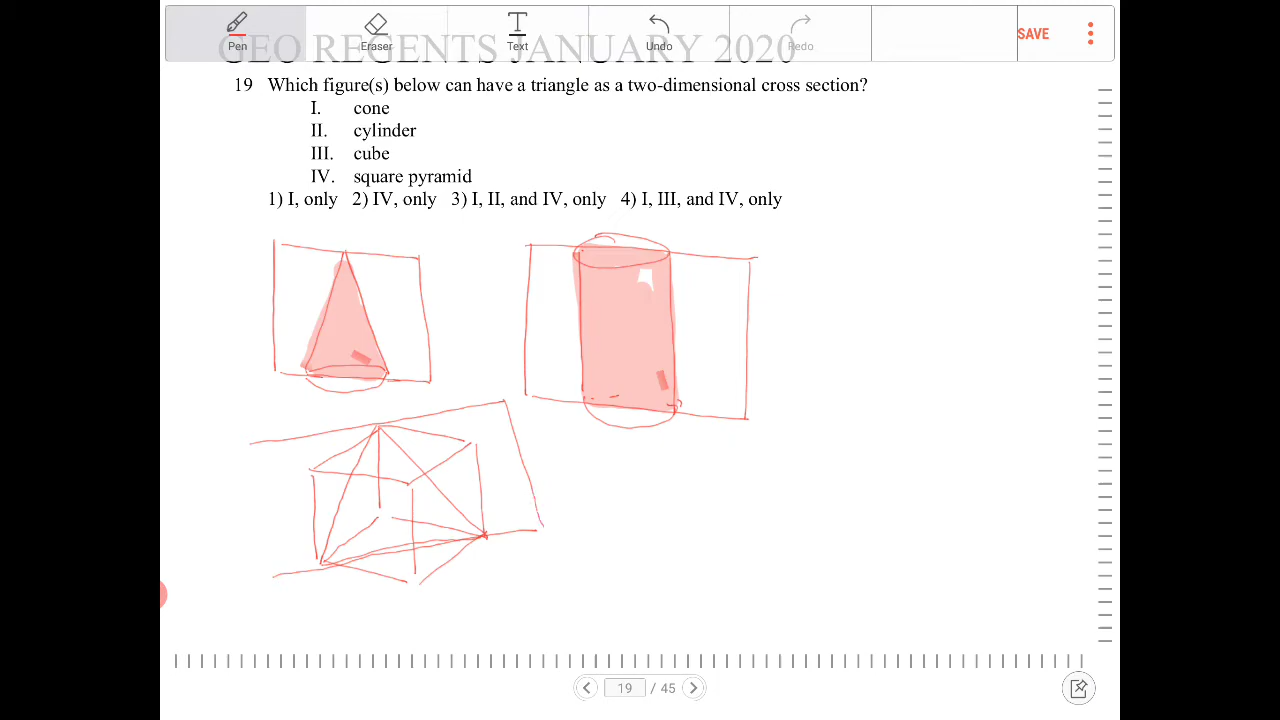 Pen Eraser Text Undo Redo SAVE
GEO REGENTS JANUARY 2020
19 Which figure(s) below can have a triangle as a two-dimensional cross section?
I. cone
II. cylinder
III. cube
IV. square pyramid
1) I, only 2) IV, only 3) I, II, and IV, only 4) I, III, and IV, only
19 / 45